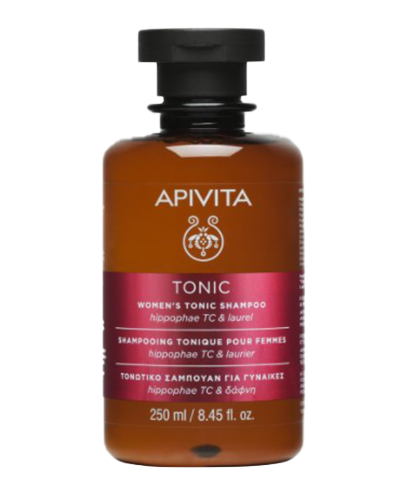 APIVITA
TONIC
WOMEN'S TONIC SHAMPOO
hippophae TC & laurel
SHAMPOOING TONIQUE POUR FEMMES
hippophae TC & laurier
ΤΟΝΩΤΙΚΟ ΣΑΜΠΟΥΑΝ ΓΙΑ ΓΥΝΑΙΚΕΣ
hippophae TC & δάφνη
250 ml / 8.45 fl. oz.